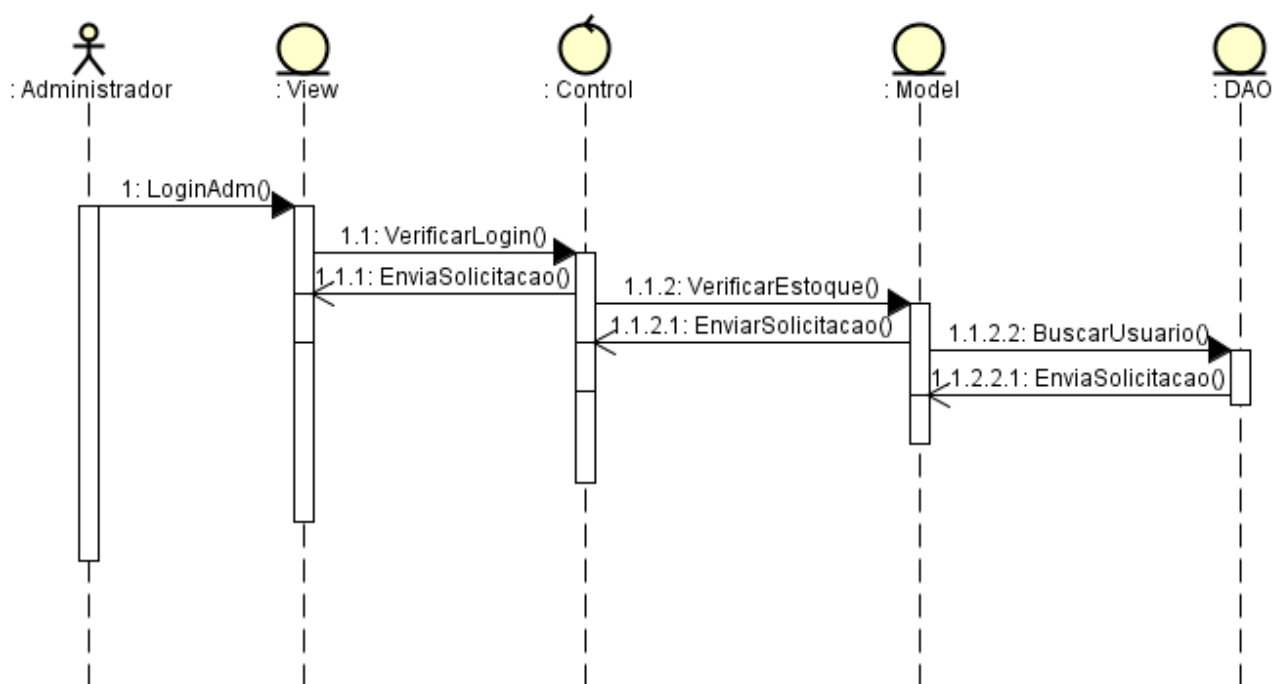 : Administrador
: View
: Control
: Model
: DAO
1: LoginAdm()
1.1: VerificarLogin()
1.1.1: EnviaSolicitacao()
1.1.2: VerificarEstoque()
1.1.2.1: EnviarSolicitacao()
1.1.2.2: BuscarUsuario()
1.1.2.2.1: EnviaSolicitacao()